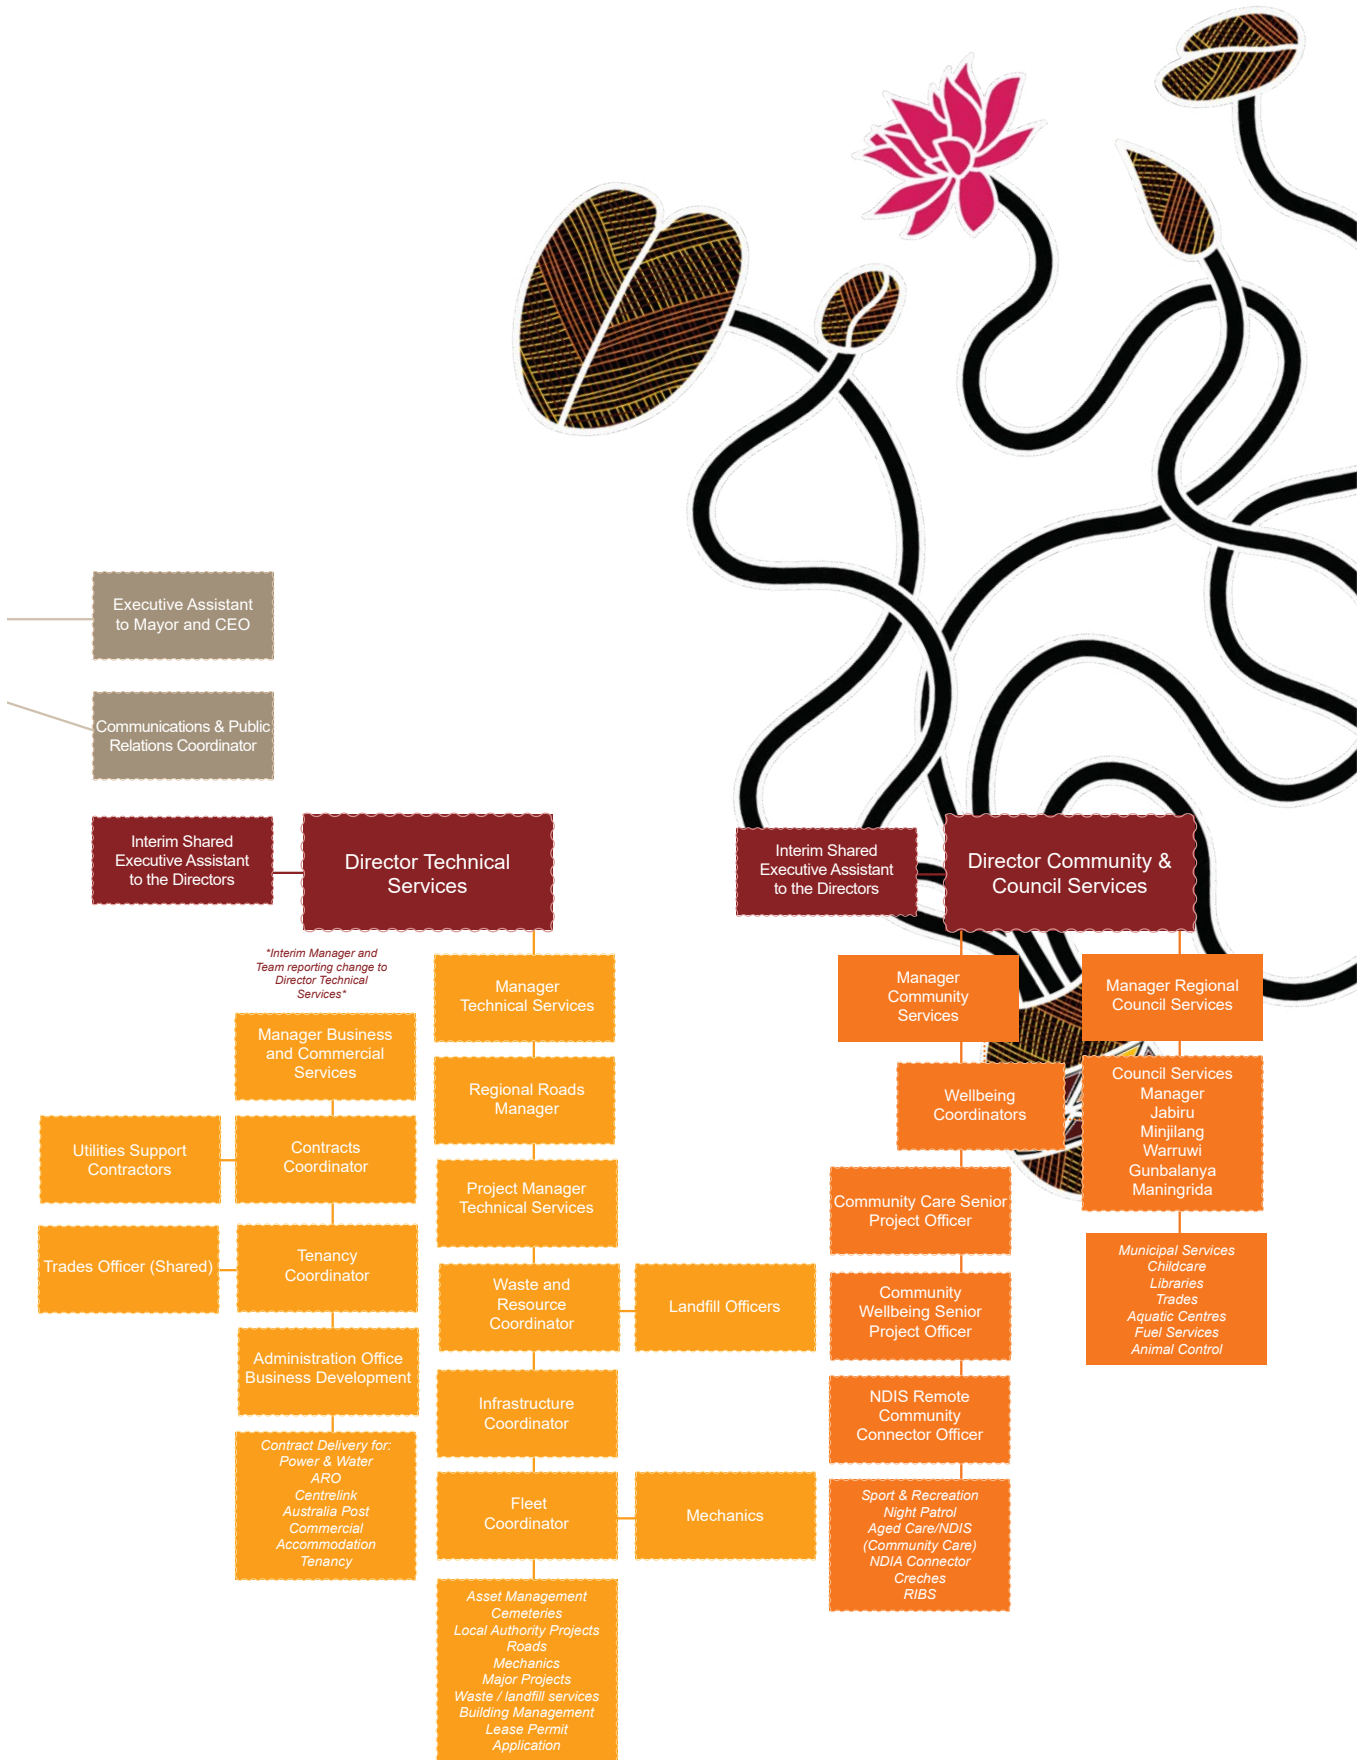 Executive Assistant
to Mayor and CEO
Communications & Public
Relations Coordinator
Interim Shared
Executive Assistant
to the Directors
Director Technical
Services
*Interim Manager and
Team reporting change to
Director Technical
Services*
Manager Business
and Commercial
Services
Utilities Support
Contractors
Contracts
Coordinator
Trades Officer (Shared)
Tenancy
Coordinator
Administration Office
Business Development
Contract Delivery for:
Power & Water
ARO
Centrelink
Australia Post
Commercial
Accommodation
Tenancy
Manager
Technical Services
Regional Roads
Manager
Project Manager
Technical Services
Waste and
Resource
Coordinator
Landfill Officers
Infrastructure
Coordinator
Fleet
Coordinator
Mechanics
Asset Management
Cemeteries
Local Authority Projects
Roads
Mechanics
Major Projects
Waste / landfill services
Building Management
Lease Permit
Application
Interim Shared
Executive Assistant
to the Directors
Director Community &
Council Services
Manager
Community
Services
Wellbeing
Coordinators
Community Care Senior
Project Officer
Community
Wellbeing Senior
Project Officer
NDIS Remote
Community
Connector Officer
Sport & Recreation
Night Patrol
Aged Care/NDIS
(Community Care)
NDIA Connector
Creches
RIBS
Manager Regional
Council Services
Council Services
Manager
Jabiru
Minjilang
Warruwi
Gunbalanya
Maningrida
Municipal Services
Childcare
Libraries
Trades
Aquatic Centres
Fuel Services
Animal Control